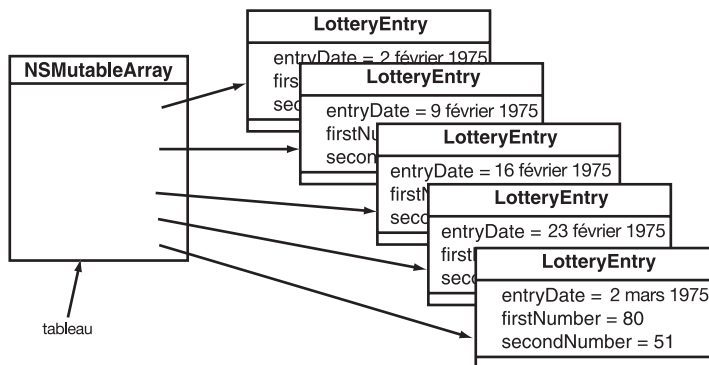 LotteryEntry
entryDate = 2 février 1975
NSMutableArray
LotteryEntry
entryDate = 9 février 1975
LotteryEntry
entryDate = 16 février 1975
LotteryEntry
entryDate = 23 février 1975
LotteryEntry
entryDate = 2 mars 1975
firstNumber = 80
secondNumber = 51
tableau